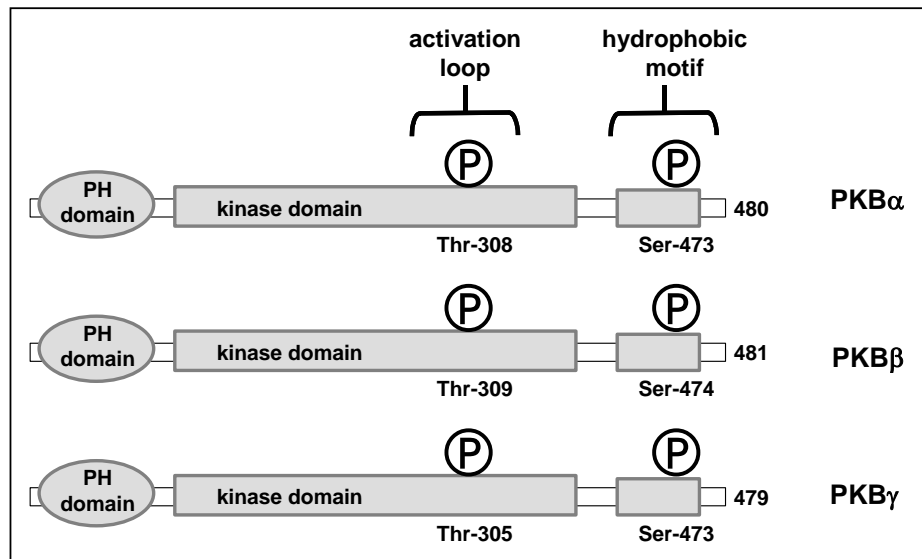 activation
loop
hydrophobic
motif
P
P
PH
domain
kinase domain
480
PKBα
Thr-308
Ser-473
P
P
PH
domain
kinase domain
481
PKBβ
Thr-309
Ser-474
P
P
PH
domain
kinase domain
479
PKBγ
Thr-305
Ser-473